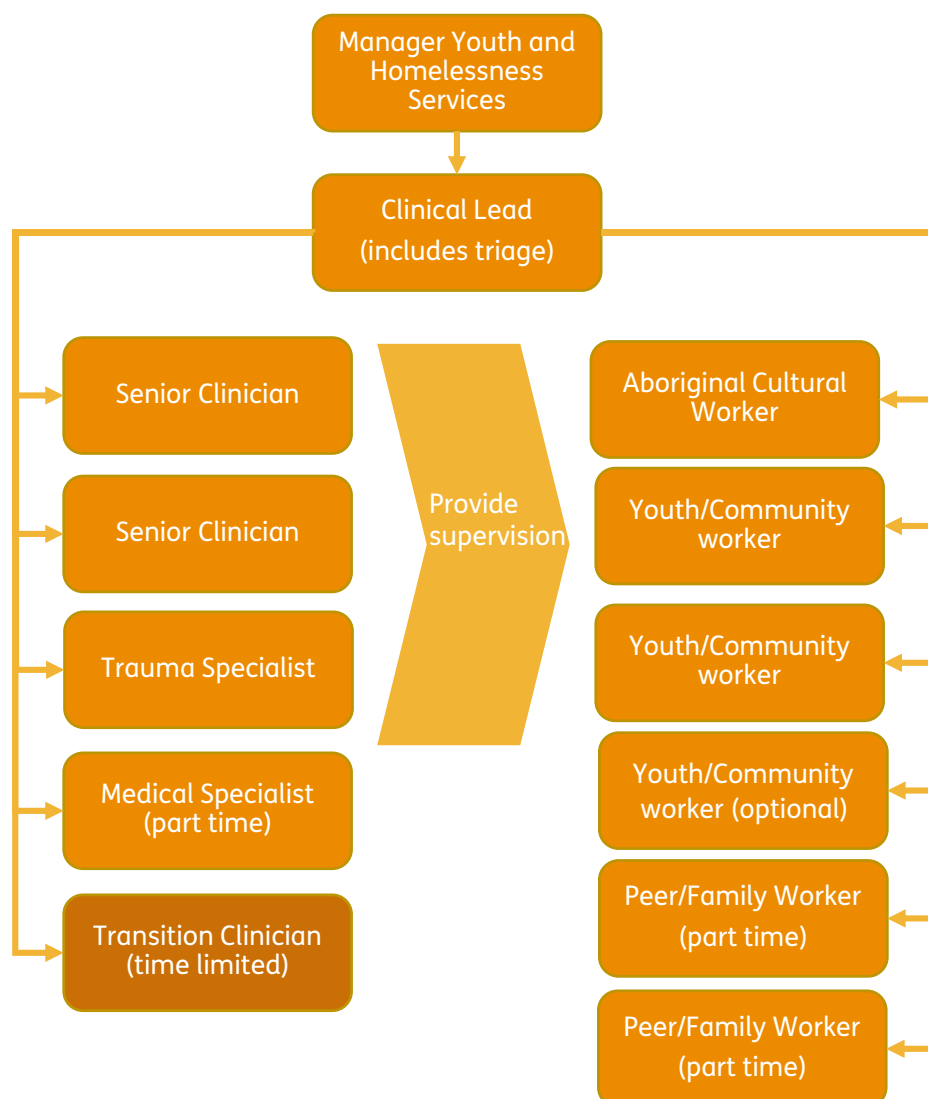 Manager Youth and
Homelessness
Services
Clinical Lead
(includes triage)
Senior Clinician
Senior Clinician
Trauma Specialist
Medical Specialist
(part time)
Transition Clinician
(time limited)
Provide
supervision
Aboriginal Cultural
Worker
Youth/Community
worker
Youth/Community
worker
Youth/Community
worker (optional)
Peer/Family Worker
(part time)
Peer/Family Worker
(part time)